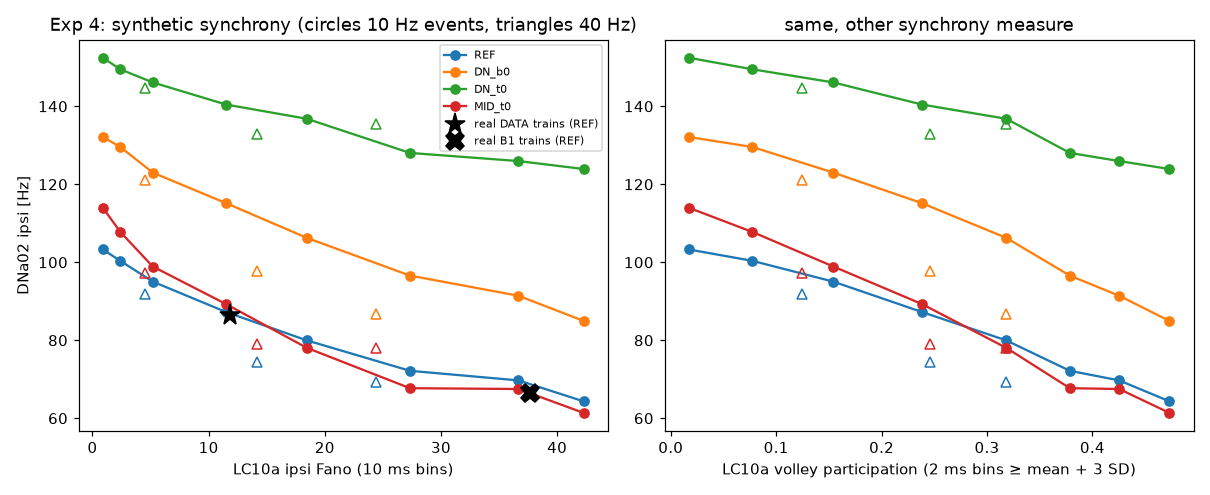 Exp 4: synthetic synchrony (circles 10 Hz events, triangles 40 Hz)
REF
DN_b0
DN_t0
MID_t0
real DATA trains (REF)
real B1 trains (REF)
DNa02 ipsi [Hz]
140
120
100
80
60
0
10
20
30
40
LC10a ipsi Fano (10 ms bins)
same, other synchrony measure
140
120
100
80
60
0.0
0.1
0.2
0.3
0.4
LC10a volley participation (2 ms bins ≥ mean + 3 SD)